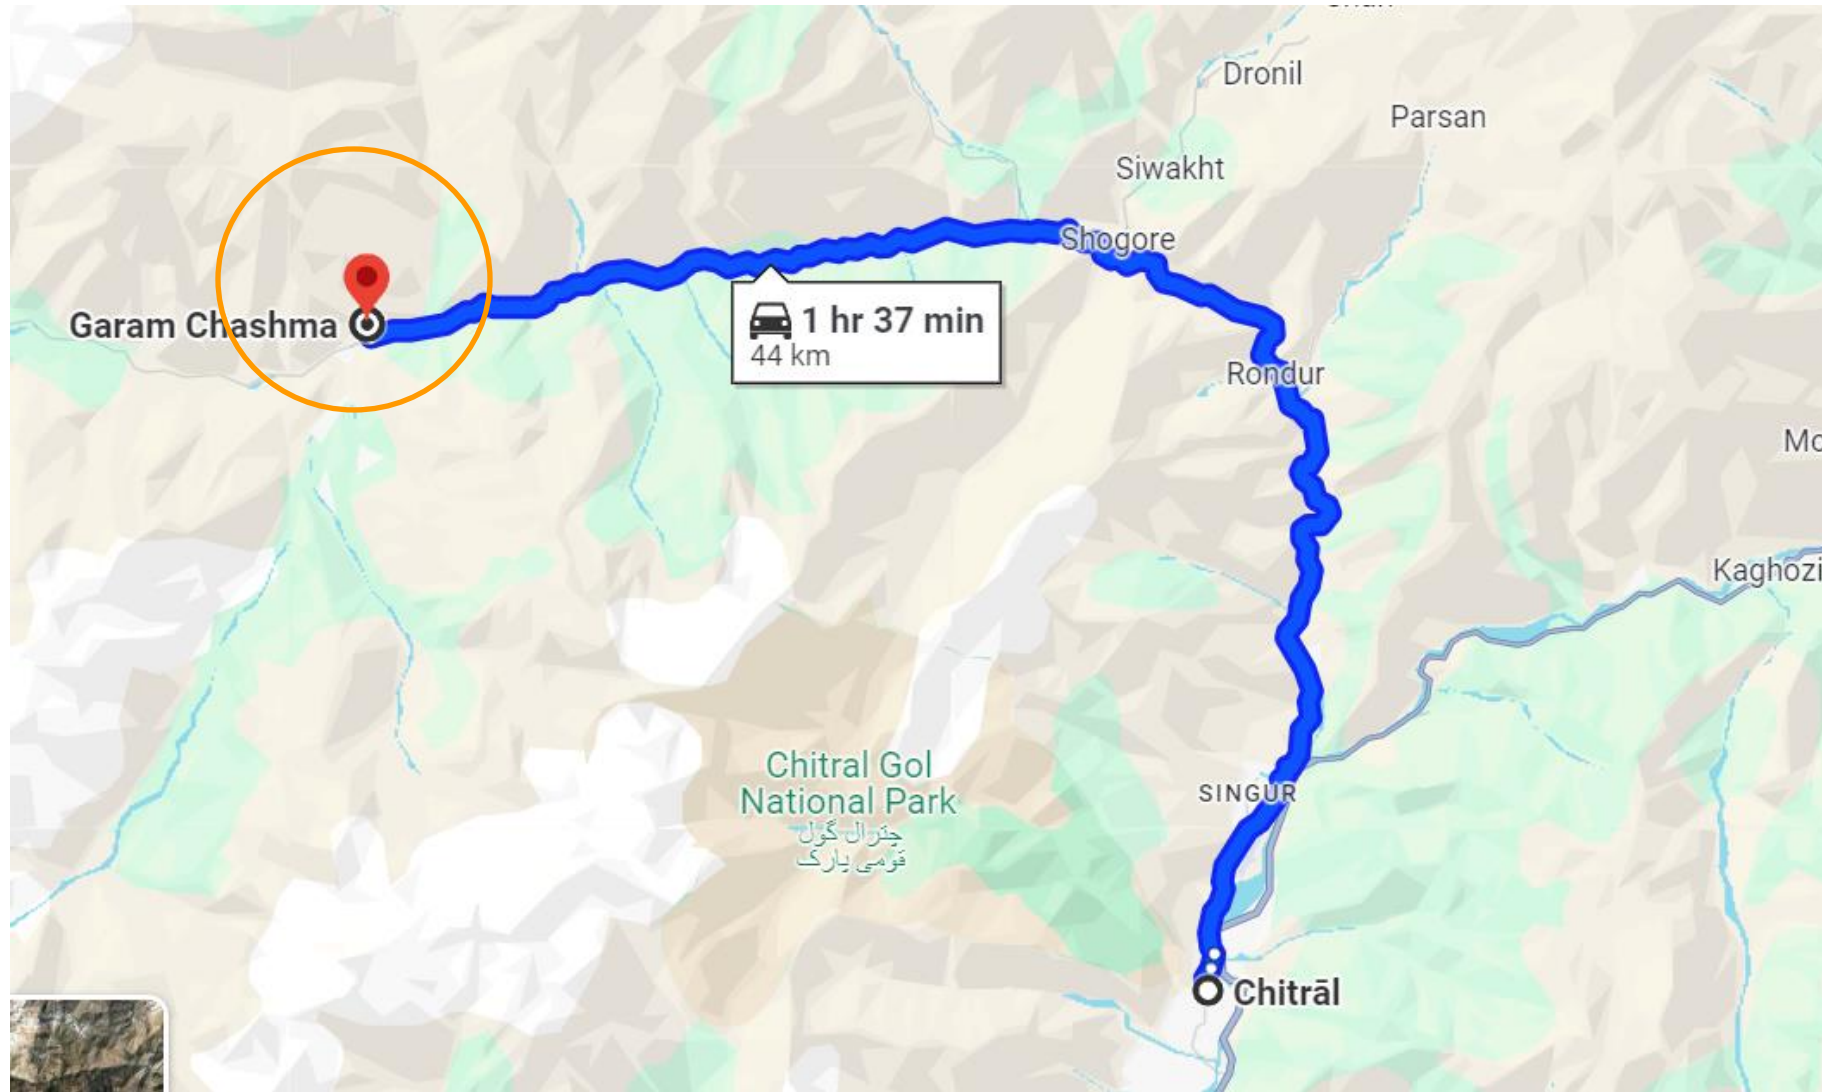 Dronil
Parsan
Siwakht
Shogore
Garam Chashma
1 hr 37 min
44 km
Rondur
Kaghozi
Chitral Gol
National Park
چترال گول
قومی پارک
SINGUR
Chitrāl